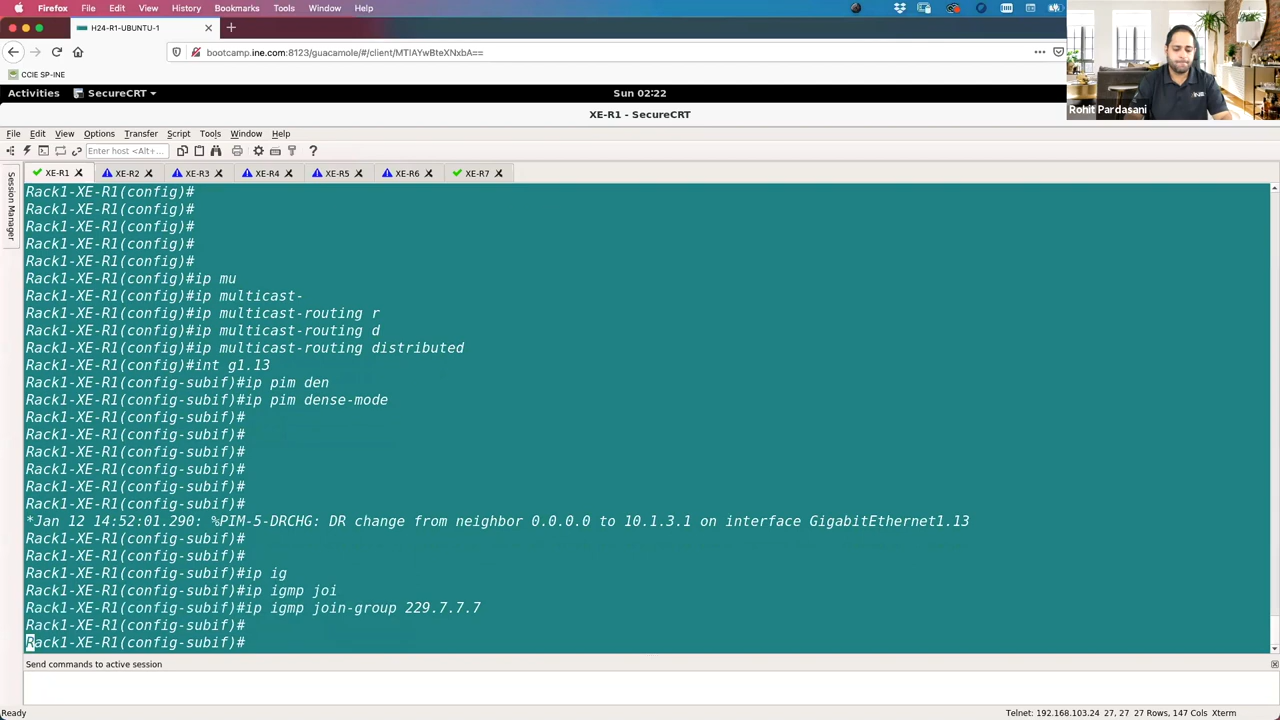 Firefox File Edit View History Bookmarks Tools Window Help
H24-R1-UBUNTU-1
bootcamp.ine.com:8123/guacamole/#/client/MTIAYwBteXNxbA==
CCIE SP-INE
Activities SecureCRT Sun 02:22
Rohit Pardasani
XE-R1 - SecureCRT
File Edit View Options Transfer Script Tools Window Help
Enter host <Alt+...
Session Manager
XE-R1 XE-R2 XE-R3 XE-R4 XE-R5 XE-R6 XE-R7
Rack1-XE-R1(config)#
Rack1-XE-R1(config)#
Rack1-XE-R1(config)#
Rack1-XE-R1(config)#
Rack1-XE-R1(config)#
Rack1-XE-R1(config)#ip mu
Rack1-XE-R1(config)#ip multicast-
Rack1-XE-R1(config)#ip multicast-routing r
Rack1-XE-R1(config)#ip multicast-routing d
Rack1-XE-R1(config)#ip multicast-routing distributed
Rack1-XE-R1(config)#int g1.13
Rack1-XE-R1(config-subif)#ip pim den
Rack1-XE-R1(config-subif)#ip pim dense-mode
Rack1-XE-R1(config-subif)#
Rack1-XE-R1(config-subif)#
Rack1-XE-R1(config-subif)#
Rack1-XE-R1(config-subif)#
Rack1-XE-R1(config-subif)#
Rack1-XE-R1(config-subif)#
*Jan 12 14:52:01.290: %PIM-5-DRCHG: DR change from neighbor 0.0.0.0 to 10.1.3.1 on interface GigabitEthernet1.13
Rack1-XE-R1(config-subif)#
Rack1-XE-R1(config-subif)#
Rack1-XE-R1(config-subif)#ip ig
Rack1-XE-R1(config-subif)#ip igmp joi
Rack1-XE-R1(config-subif)#ip igmp join-group 229.7.7.7
Rack1-XE-R1(config-subif)#
Rack1-XE-R1(config-subif)#
Send commands to active session
Ready Telnet: 192.168.103.24 27, 27 27 Rows, 147 Cols Xterm